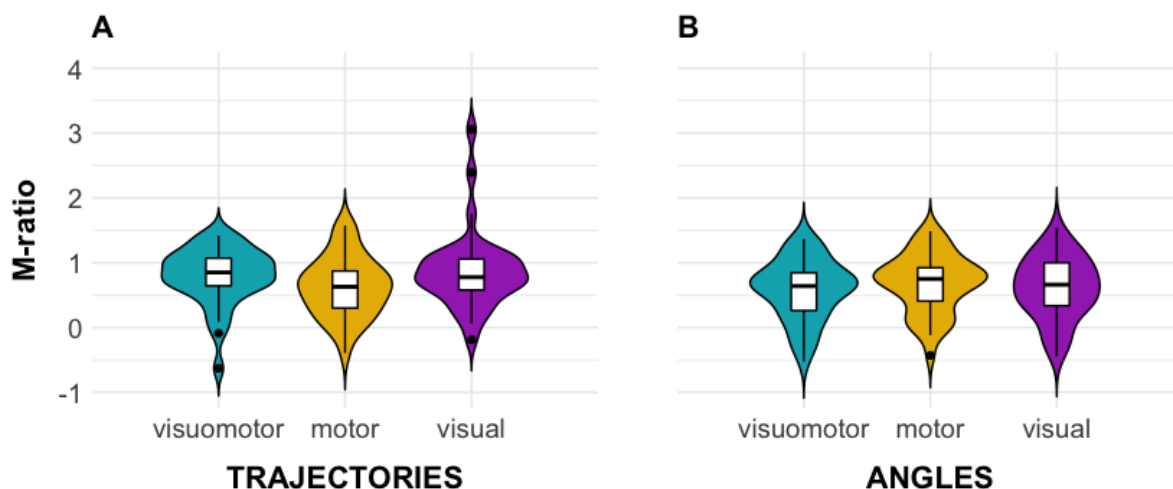 A
B
M-ratio
4
3
2
1
0
-1
visuomotor motor visual
visuomotor motor visual
TRAJECTORIES
ANGLES